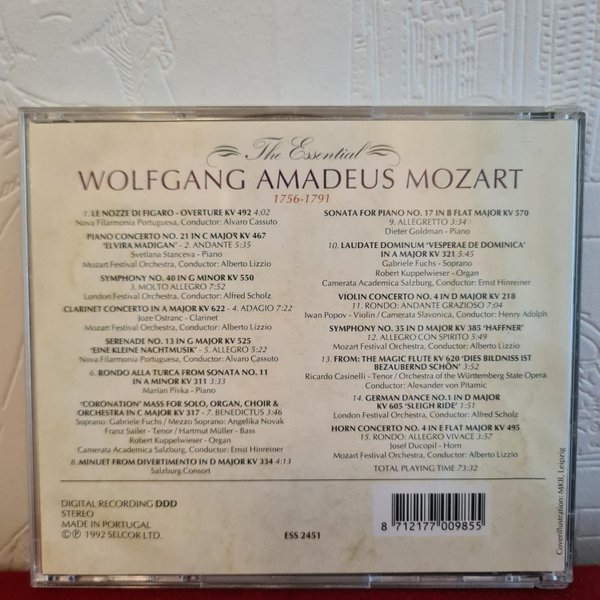 The Essential
WOLFGANG AMADEUS MOZART
1756-1791
1. LE NOZZE DI FIGARO - OVERTURE KV 492 4:02
Nova Filarmonia Portuguesa, Conductor: Alvaro Cassuto
PIANO CONCERTO NO. 21 IN C MAJOR KV 467
'ELVIRA MADIGAN' - 2. ANDANTE 5:35
Svetlana Stanceva - Piano
Mozart Festival Orchestra, Conductor: Alberto Lizzio
SYMPHONY NO. 40 IN G MINOR KV 550
3. MOLTO ALLEGRO 7:52
London Festival Orchestra, Conductor: Alfred Scholz
CLARINET CONCERTO IN A MAJOR KV 622 - 4. ADAGIO 7:22
Joze Ostranc - Clarinet
Mozart Festival Orchestra, Conductor: Alberto Lizzio
SERENADE NO. 13 IN G MAJOR KV 525
'EINE KLEINE NACHTMUSIK' - 5. ALLEGRO 5:22
Nova Filarmonia Portuguesa, Conductor: Alvaro Cassuto
6. RONDO ALLA TURCA FROM SONATA NO. 11
IN A MINOR KV 311 3:33
Marian Pivka - Piano
'CORONATION' MASS FOR SOLO, ORGAN, CHOIR &
ORCHESTRA IN C MAJOR KV 317 - 7. BENEDICTUS 3:46
Soprano: Gabriele Fuchs / Mezzo Soprano: Angelika Novak
Franz Sailer - Tenor / Hartmut Müller - Bass
Robert Kuppelwieser - Organ
Camerata Academica Salzburg, Conductor: Ernst Hinreiner
8. MINUET FROM DIVERTIMENTO IN D MAJOR KV 334 4:13
Salzburg Consort
SONATA FOR PIANO NO. 17 IN B FLAT MAJOR KV 570
9. ALLEGRETTO 3:34
Dieter Goldman - Piano
10. LAUDATE DOMINUM 'VESPERAE DE DOMINICA'
IN A MAJOR KV 321 4:45
Gabriele Fuchs - Soprano
Robert Kuppelwieser - Organ
Camerata Academica Salzburg, Conductor: Ernst Hinreiner
VIOLIN CONCERTO NO. 4 IN D MAJOR KV 218
11. RONDO: ANDANTE GRAZIOSO 7:04
Iwan Popov - Violin / Camerata Slavonica, Conductor: Henry Adolph
SYMPHONY NO. 35 IN D MAJOR KV 385 'HAFFNER'
12. ALLEGRO CON SPIRITO 5:49
Mozart Festival Orchestra, Conductor: Alberto Lizzio
13. FROM: THE MAGIC FLUTE KV 620 'DIES BILDNISS IST
BEZAUBERND SCHÖN' 3:52
Ricardo Casinelli - Tenor / Orchestra of the Württemberg State Opera
Conductor: Alexander von Pitamic
14. GERMAN DANCE NO.1 IN D MAJOR
KV 605 'SLEIGH RIDE' 1:51
London Festival Orchestra, Conductor: Alfred Scholz
HORN CONCERTO NO. 4 IN E FLAT MAJOR KV 495
15. RONDO: ALLEGRO VIVACE 3:57
Josef Ducopil - Horn
Mozart Festival Orchestra, Conductor: Alberto Lizzio
TOTAL PLAYING TIME 73:32
DIGITAL RECORDING DDD
STEREO
MADE IN PORTUGAL
© ℗ 1992 SELCOR LTD.
ESS 2451
8 712177 009855
Coverillustration: MKB, Leipzig